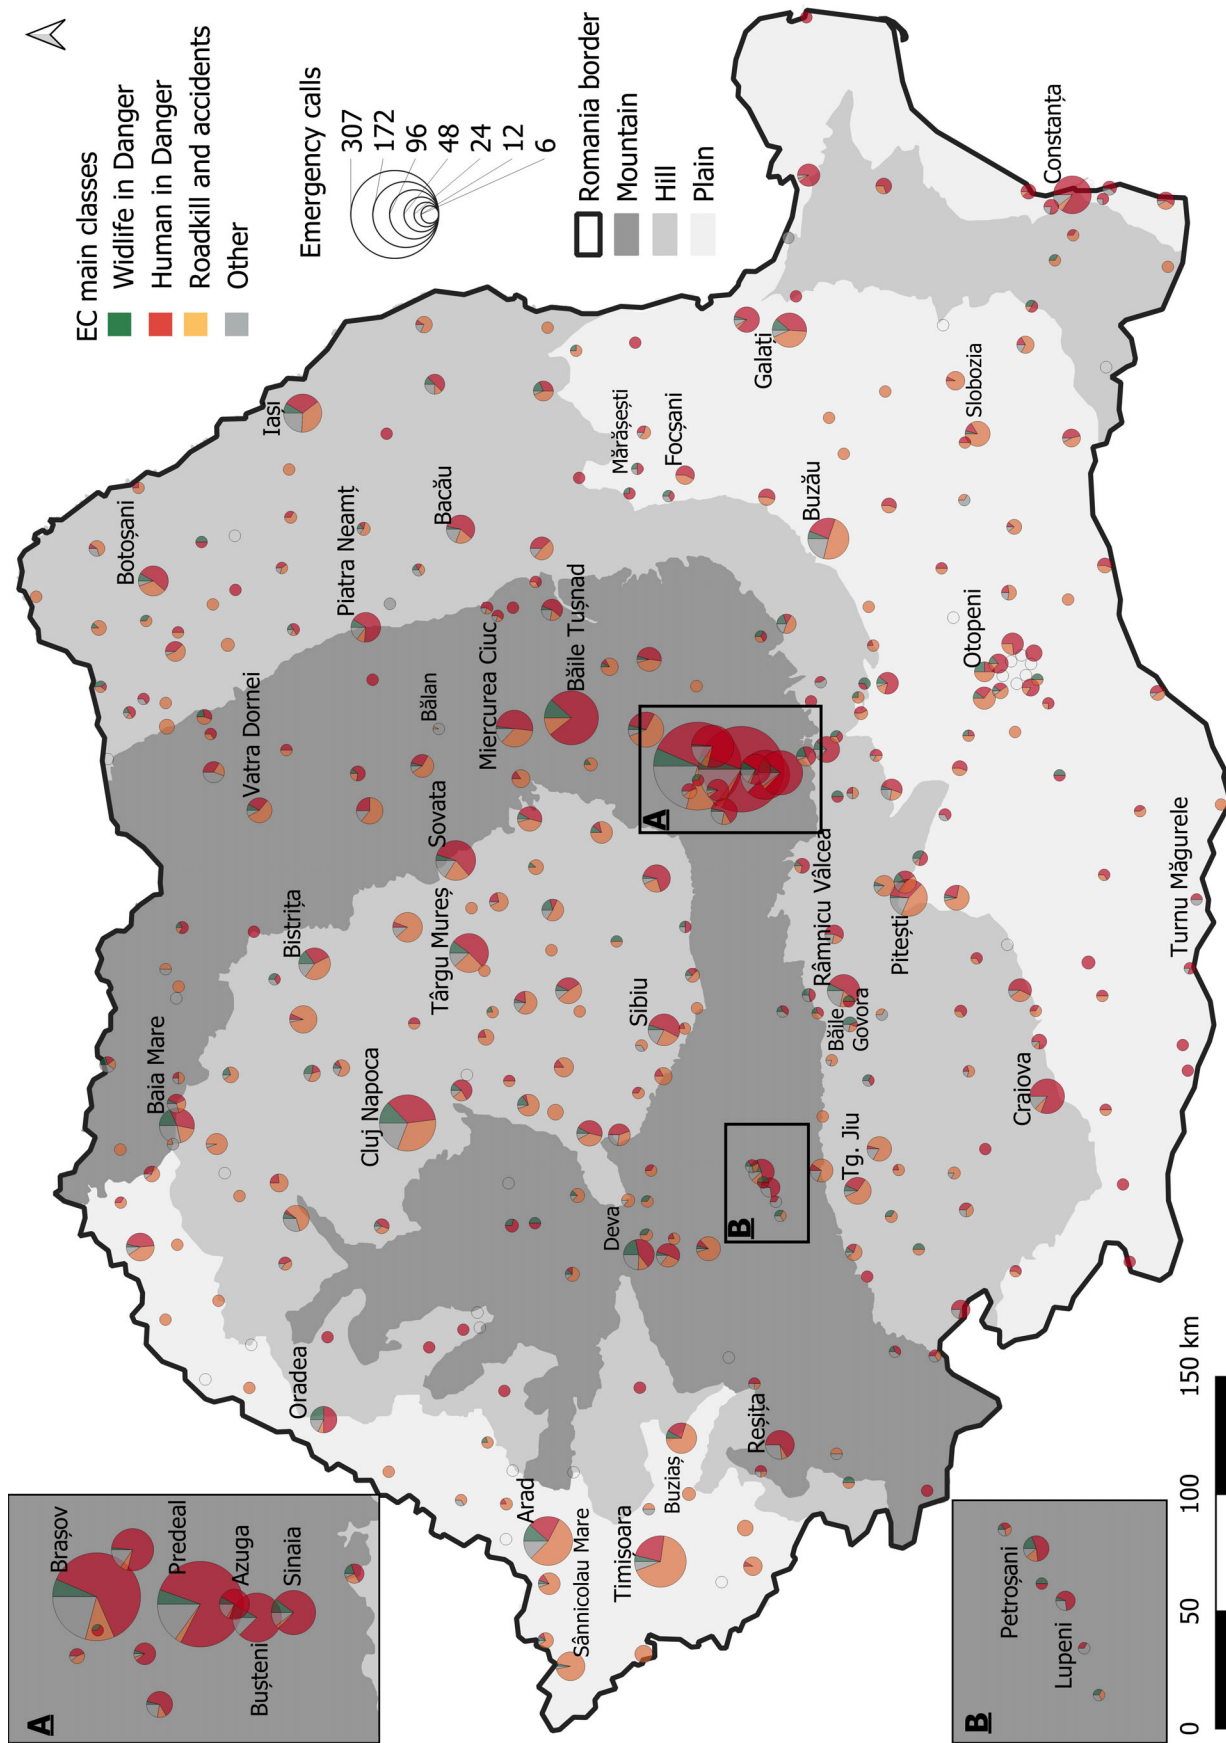 A
Brașov
Predeal
Azuga
Bușteni
Sinaia
EC main classes
Widlife in Danger
Human in Danger
Roadkill and accidents
Other
Emergency calls
307
172
96
48
24
12
6
Romania border
Mountain
Hill
Plain
Botoșani
Iași
Baia Mare
Vatra Dornei
Bistrița
Piatra Neamț
Oradea
Cluj Napoca
Bălan
Bacău
Sovata
Târgu Mureș
Miercurea Ciuc
Băile Tușnad
Arad
Sânnicolau Mare
Timișoara
Buziaș
Deva
Sibiu
Mărășești
Focșani
A
B
Galați
Reșița
Râmnicu Vâlcea
Buzău
Băile
Govora
Tg. Jiu
Pitești
Otopeni
Slobozia
Craiova
Constanța
Turnu Măgurele
B
Petroșani
Lupeni
0
50
100
150 km